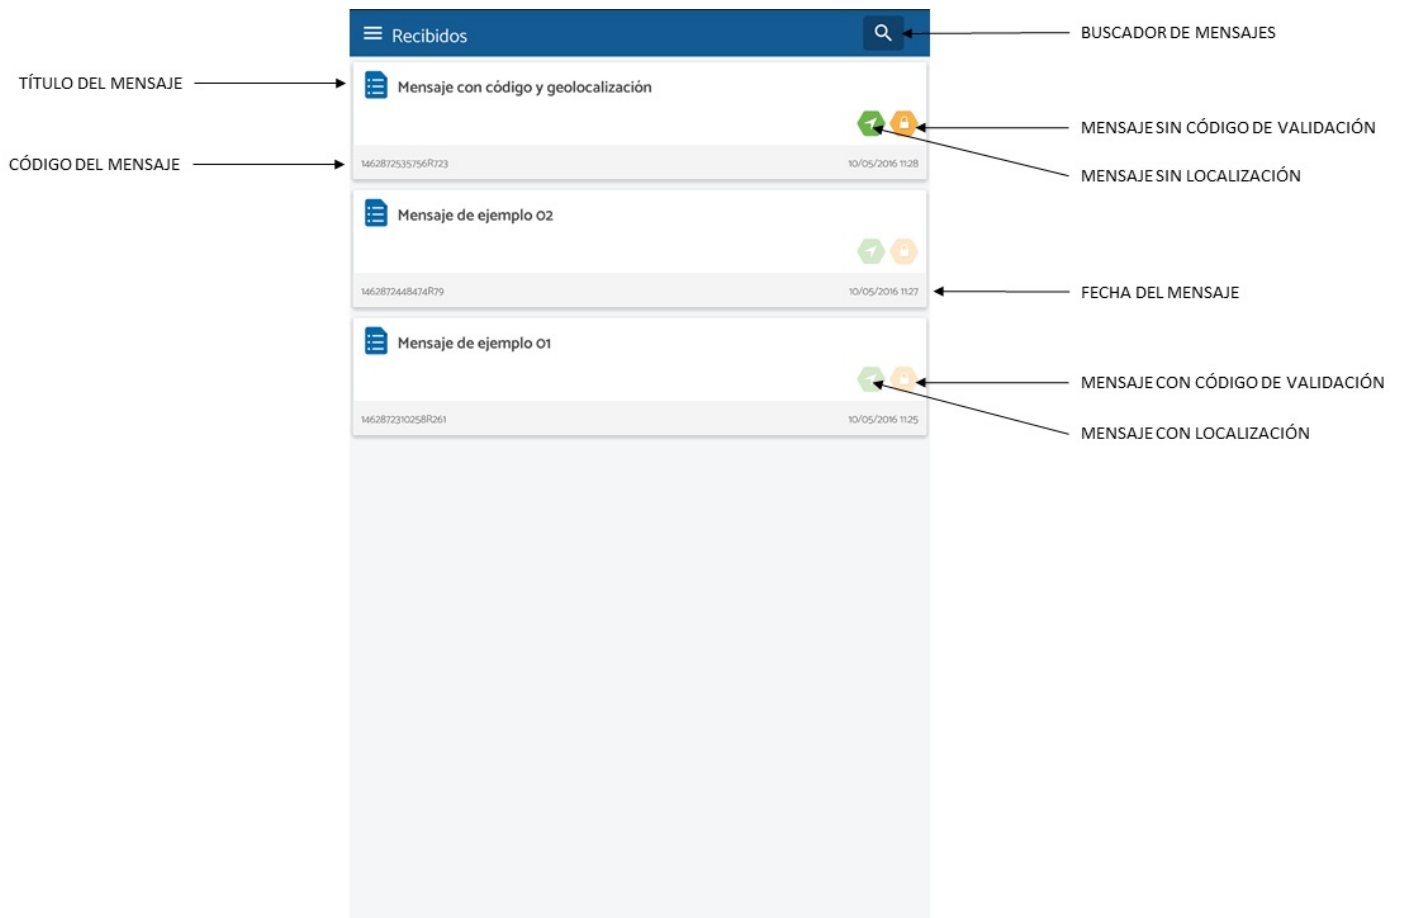 Recibidos
BUSCADOR DE MENSAJES
TÍTULO DEL MENSAJE
Mensaje con código y geolocalización
MENSAJE SIN CÓDIGO DE VALIDACIÓN
CÓDIGO DEL MENSAJE
1462872535756R723
10/05/2016 11:28
MENSAJE SIN LOCALIZACIÓN
Mensaje de ejemplo 02
1462872448474R79
10/05/2016 11:27
FECHA DEL MENSAJE
Mensaje de ejemplo 01
MENSAJE CON CÓDIGO DE VALIDACIÓN
1462872310258R261
10/05/2016 11:25
MENSAJE CON LOCALIZACIÓN